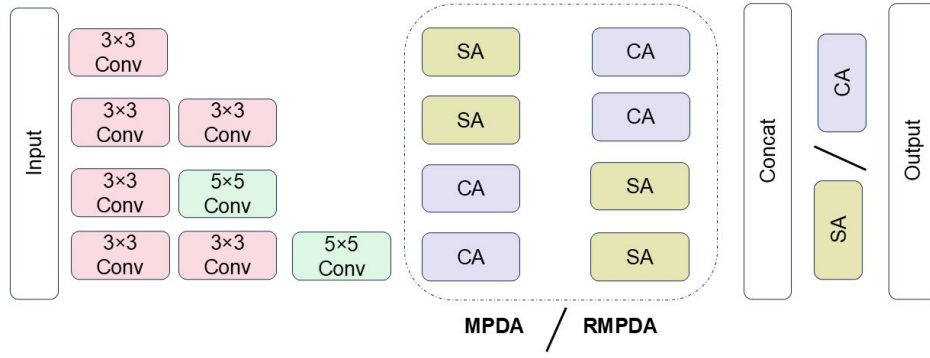 Input
3×3
Conv
SA
CA
3×3
Conv
3×3
Conv
SA
CA
3×3
Conv
5×5
Conv
CA
SA
3×3
Conv
3×3
Conv
5×5
Conv
CA
SA
MPDA / RMPDA
Concat
CA
/
SA
Output